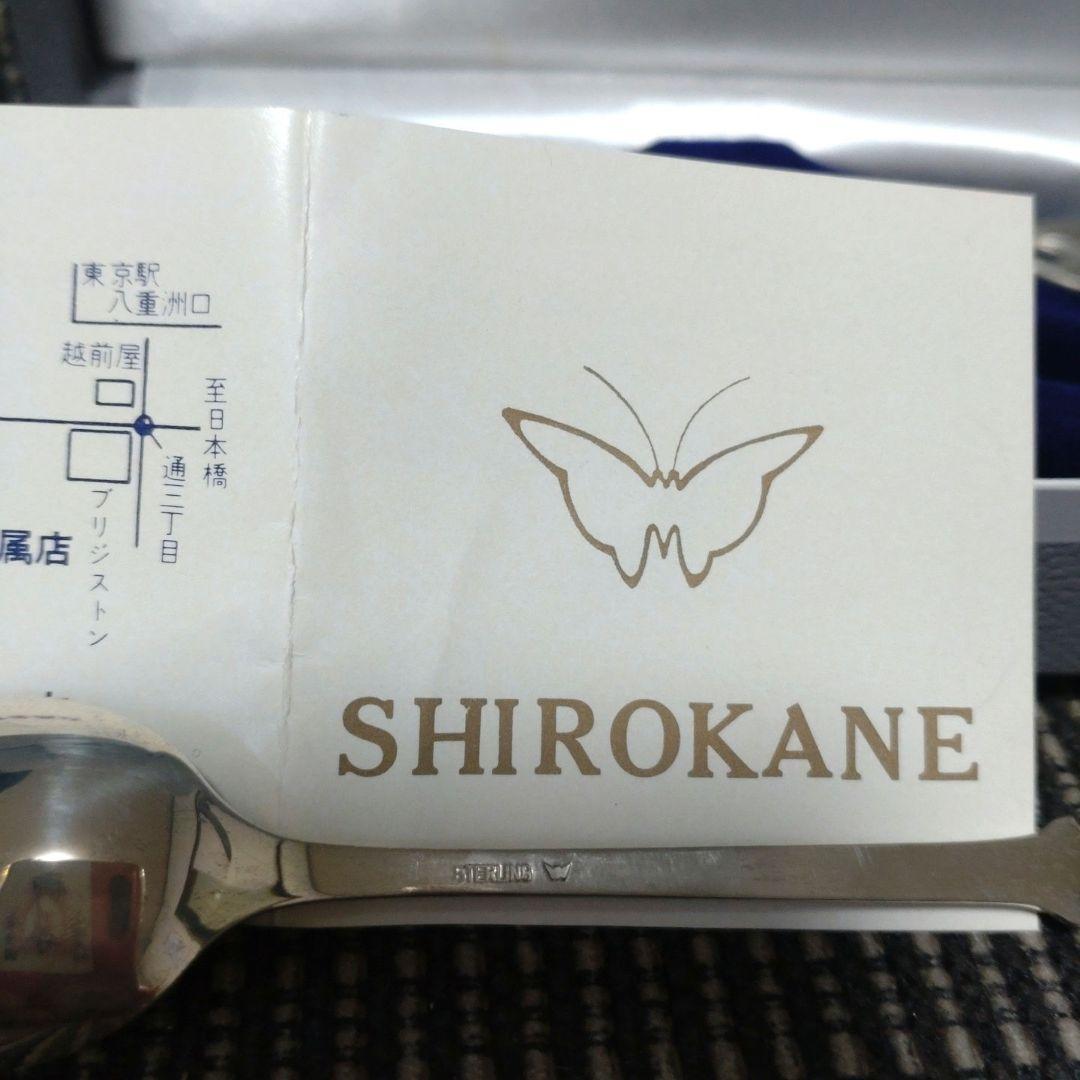 東京駅
八重洲口
越前屋
至日本橋
通三丁目
ブリジストン
属店
SHIROKANE
STERLING